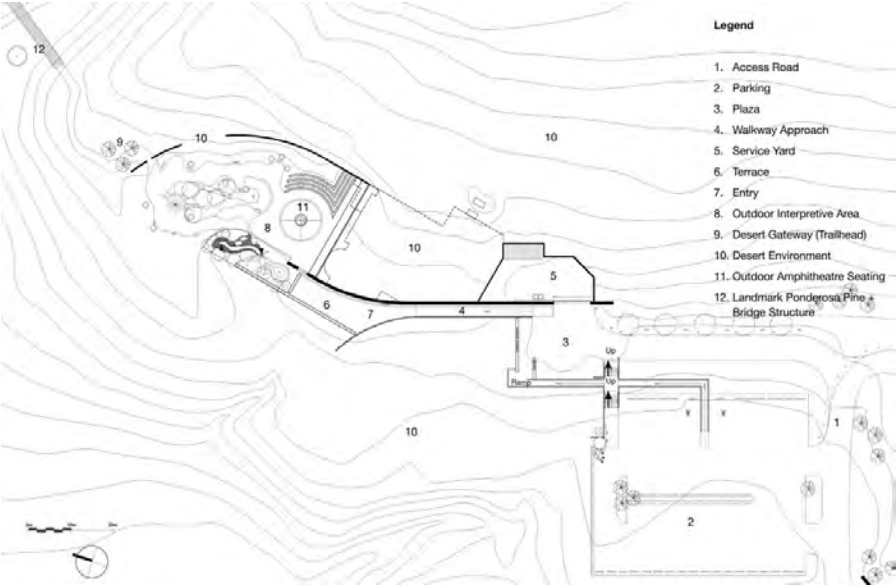 Legend
1. Access Road
2. Parking
3. Plaza
4. Walkway Approach
5. Service Yard
6. Terrace
7. Entry
8. Outdoor Interpretive Area
9. Desert Gateway (Trailhead)
10. Desert Environment
11. Outdoor Amphitheatre Seating
12. Landmark Ponderosa Pine +
Bridge Structure
12
9
10
10
11
8
10
5
6
7
4
3
Up
Ramp
Up
10
1
2